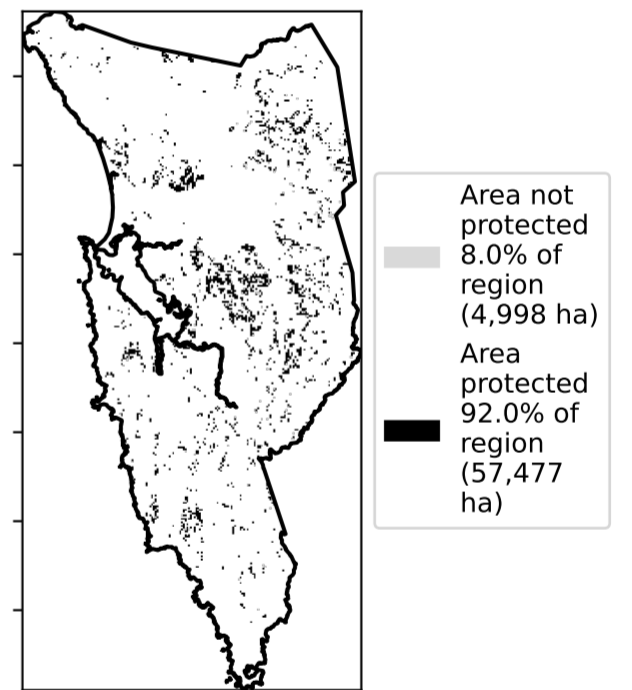 Area not
protected
8.0% of
region
(4,998 ha)
Area
protected
92.0% of
region
(57,477
ha)